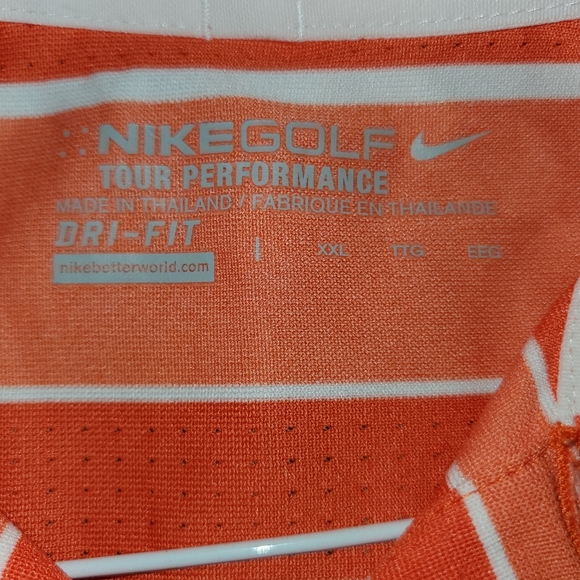 NIKEGOLF
TOUR PERFORMANCE
MADE IN THAILAND / FABRIQUE EN THAILANDE
DRI-FIT | XXL TTG EEG
nikebetterworld.com